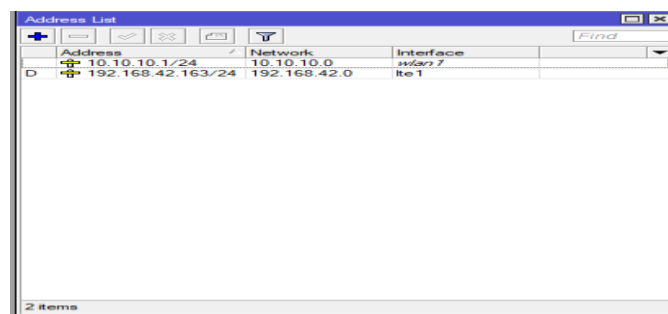 Address List
Find
Address Network Interface
10.10.10.1/24 10.10.10.0 wlan1
D 192.168.42.163/24 192.168.42.0 lte1
2 items